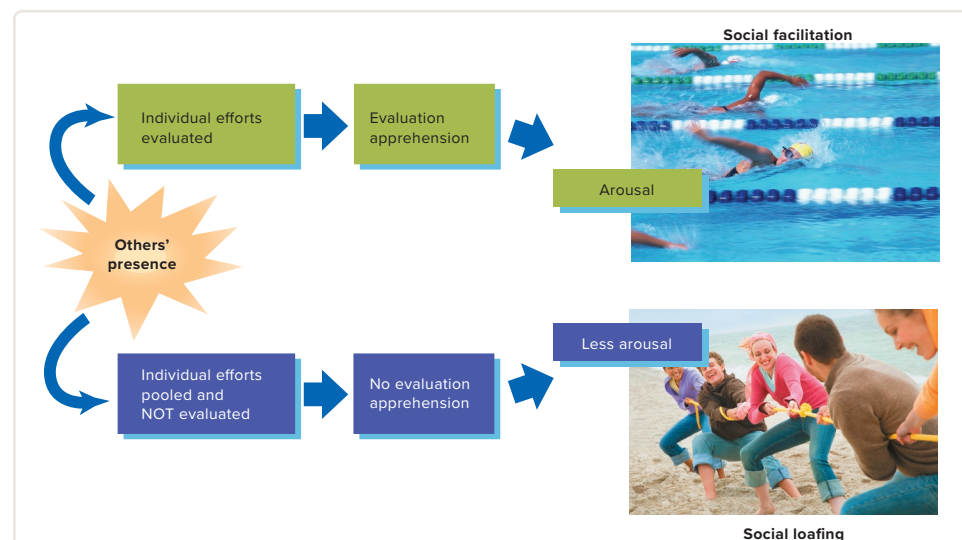 Social facilitation
Individual efforts
evaluated
Evaluation
apprehension
Arousal
Others’
presence
Less arousal
Individual efforts
pooled and
NOT evaluated
No evaluation
apprehension
Social loafing